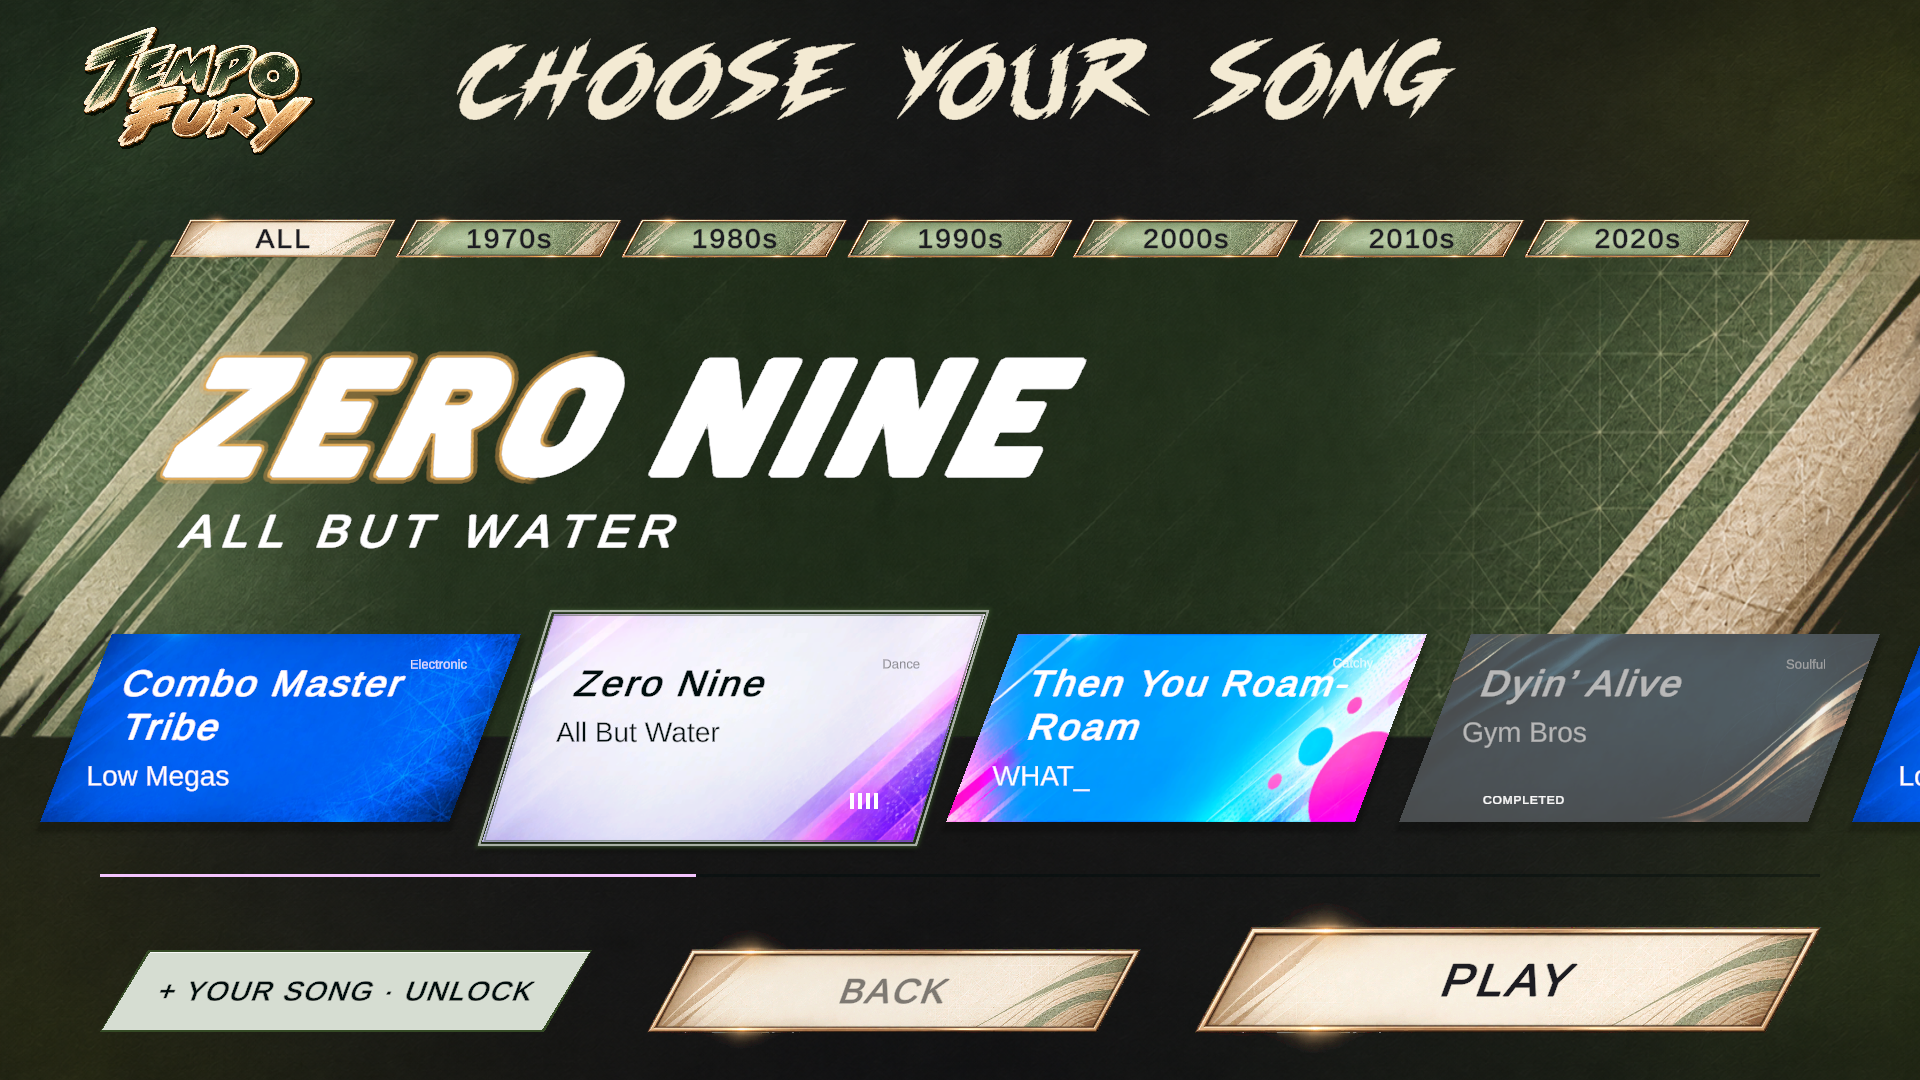 TEMPO
FURY
CHOOSE YOUR SONG
ALL
1970s
1980s
1990s
2000s
2010s
2020s
ZERO NINE
ALL BUT WATER
Combo Master
Tribe
Electronic
Low Megas
Zero Nine
Dance
All But Water
Then You Roam-
Roam
Catchy
WHAT_
Dyin’ Alive
Soulful
Gym Bros
COMPLETED
Lo
+ YOUR SONG · UNLOCK
BACK
PLAY